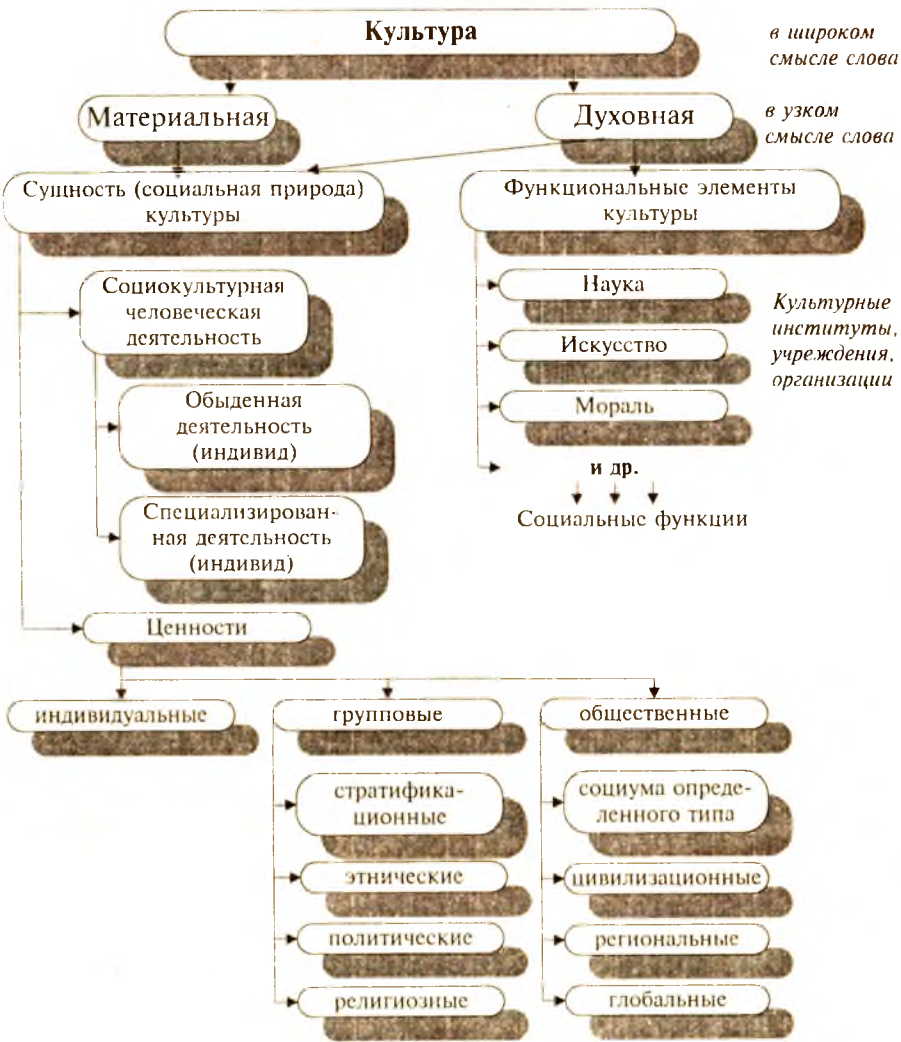 Культура
в широком
смысле слова
Материальная
Духовная
в узком
смысле слова
Сущность (социальная природа)
культуры
Функциональные элементы
культуры
Социокультурная
человеческая
деятельность
Обыденная
деятельность
(индивид)
Специализирован-
ная деятельность
(индивид)
Наука
Искусство
Мораль
и др.
Социальные функции
Культурные
институты,
учреждения,
организации
Ценности
индивидуальные
групповые
общественные
стратифика-
ционные
этнические
политические
религиозные
социума опреде-
ленного типа
цивилизационные
региональные
глобальные